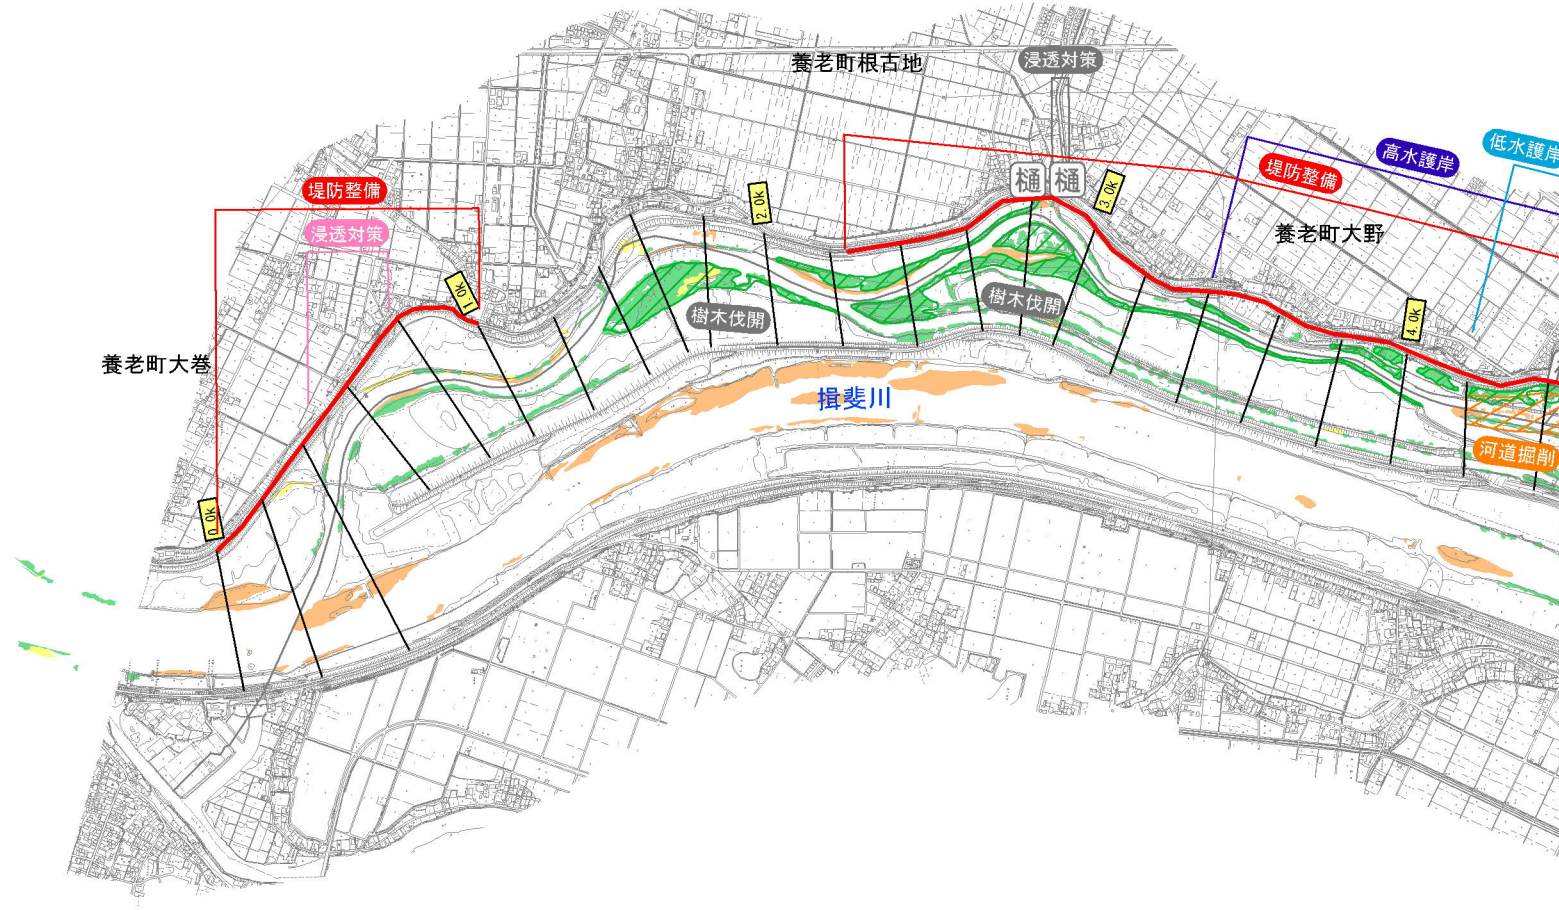 養老町根古地
浸透対策
低水護岸
高水護岸
堤防整備
樋
樋
堤防整備
3.0k
2.0k
浸透対策
養老町大野
1.0k
樹木伐開
樹木伐開
4.0k
養老町大巻
揖斐川
河道掘削
0.0k